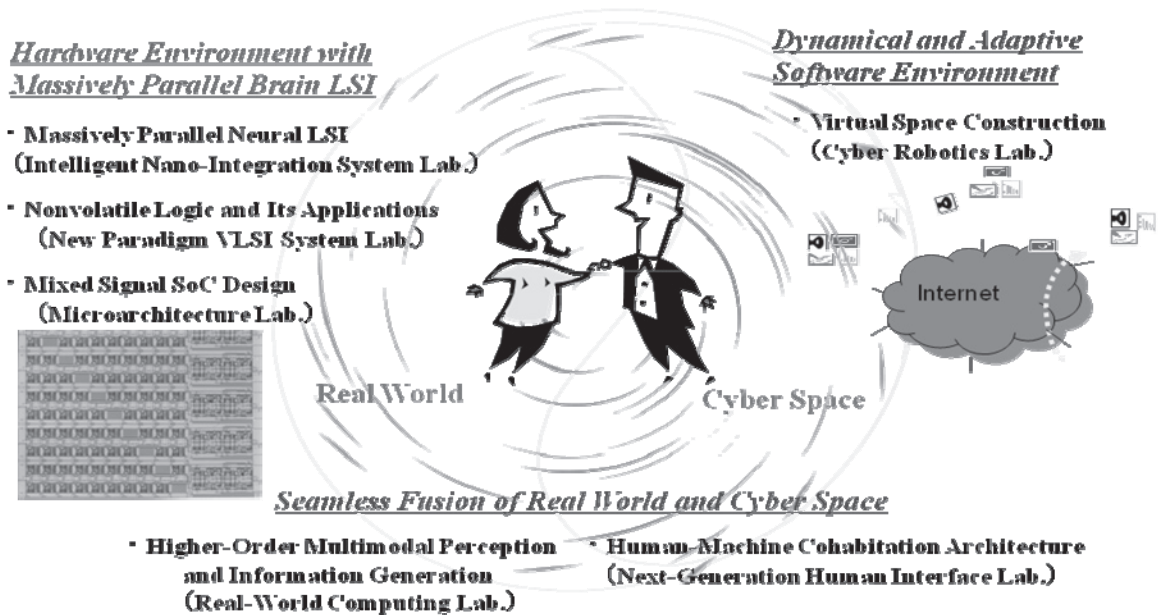 Hardware Environment with
Massively Parallel Brain LSI
・Massively Parallel Neural LSI
(Intelligent Nano-Integration System Lab.)
・Nonvolatile Logic and Its Applications
(New Paradigm VLSI System Lab.)
・Mixed Signal SoC Design
(Microarchitecture Lab.)
Dynamical and Adaptive
Software Environment
・Virtual Space Construction
(Cyber Robotics Lab.)
Internet
Real World
Cyber Space
Seamless Fusion of Real World and Cyber Space
・Higher-Order Multimodal Perception
and Information Generation
(Real-World Computing Lab.)
・Human-Machine Cohabitation Architecture
(Next-Generation Human Interface Lab.)